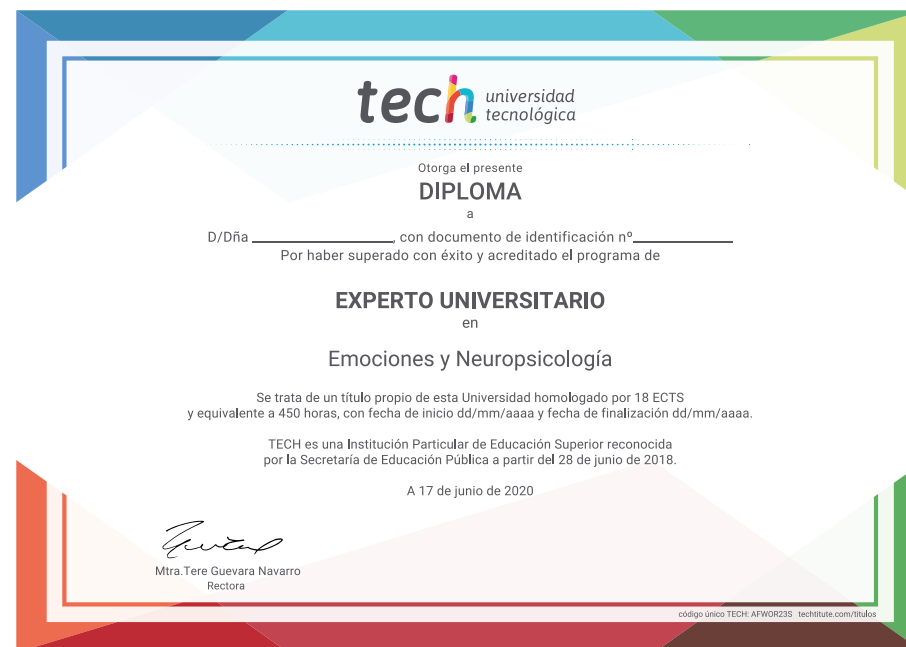 tech universidad
tecnológica
Otorga el presente
DIPLOMA
a
D/Dña ____________________, con documento de identificación nº______________
Por haber superado con éxito y acreditado el programa de
EXPERTO UNIVERSITARIO
en
Emociones y Neuropsicología
Se trata de un título propio de esta Universidad homologado por 18 ECTS
y equivalente a 450 horas, con fecha de inicio dd/mm/aaaa y fecha de finalización dd/mm/aaaa.
TECH es una Institución Particular de Educación Superior reconocida
por la Secretaría de Educación Pública a partir del 28 de junio de 2018.
A 17 de junio de 2020
Mtra.Tere Guevara Navarro
Rectora
código único TECH: AFWOR23S techtitute.com/titulos